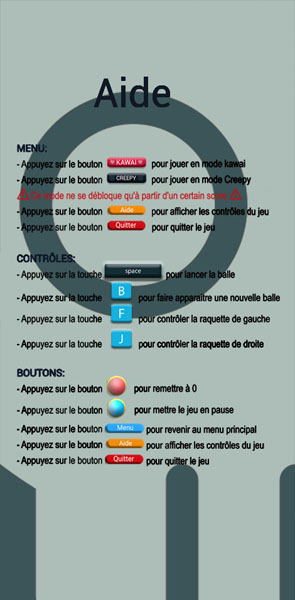 Aide
MENU:
- Appuyez sur le bouton KAWAI pour jouer en mode kawai
- Appuyez sur le bouton CREEPY pour jouer en mode Creepy
Ce mode ne se débloque qu'à partir d'un certain score
- Appuyez sur le bouton Aide pour afficher les contrôles du jeu
- Appuyez sur le bouton Quitter pour quitter le jeu
CONTRÔLES:
- Appuyez sur la touche space pour lancer la balle
- Appuyez sur la touche B pour faire apparaitre une nouvelle balle
- Appuyez sur la touche F pour contrôler la raquette de gauche
- Appuyez sur la touche J pour contrôler la raquette de droite
BOUTONS:
- Appuyez sur le bouton pour remettre à 0
- Appuyez sur le bouton pour mettre le jeu en pause
- Appuyez sur le bouton Menu pour revenir au menu principal
- Appuyez sur le bouton Aide pour afficher les contrôles du jeu
- Appuyez sur le bouton Quitter pour quitter le jeu